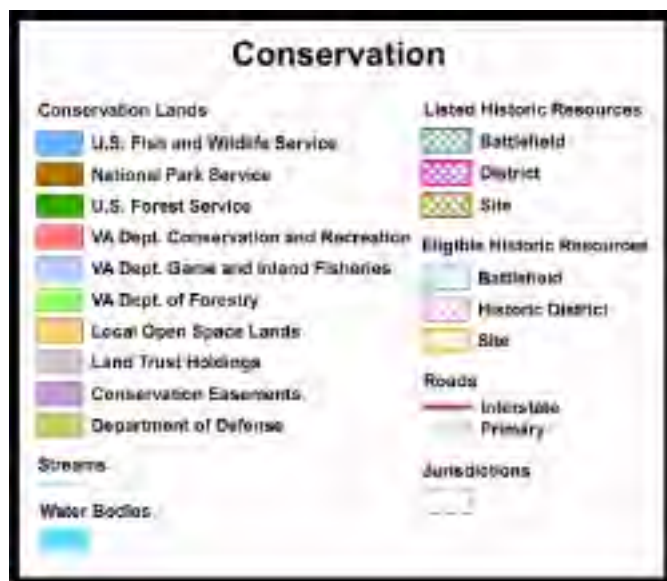 Conservation
Conservation Lands
U.S. Fish and Wildlife Service
National Park Service
U.S. Forest Service
VA Dept. Conservation and Recreation
VA Dept. Game and Inland Fisheries
VA Dept. of Forestry
Local Open Space Lands
Land Trust Holdings
Conservation Easements
Department of Defense
Streams
Water Bodies
Listed Historic Resources
Battlefield
District
Site
Eligible Historic Resources
Battlefield
Historic District
Site
Roads
Interstate
Primary
Jurisdictions